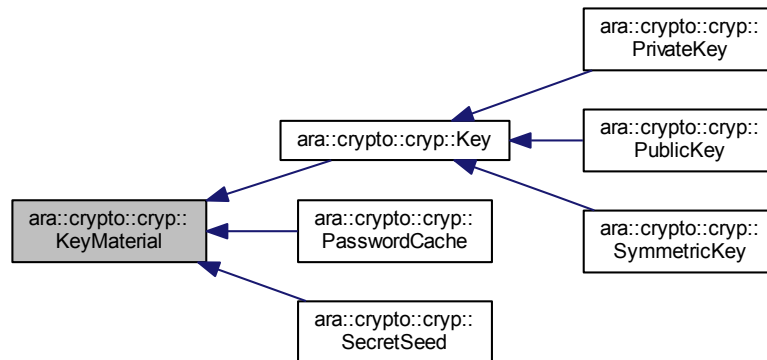 ara::crypto::cryp::
PrivateKey
ara::crypto::cryp::Key
ara::crypto::cryp::
PublicKey
ara::crypto::cryp::
KeyMaterial
ara::crypto::cryp::
PasswordCache
ara::crypto::cryp::
SymmetricKey
ara::crypto::cryp::
SecretSeed